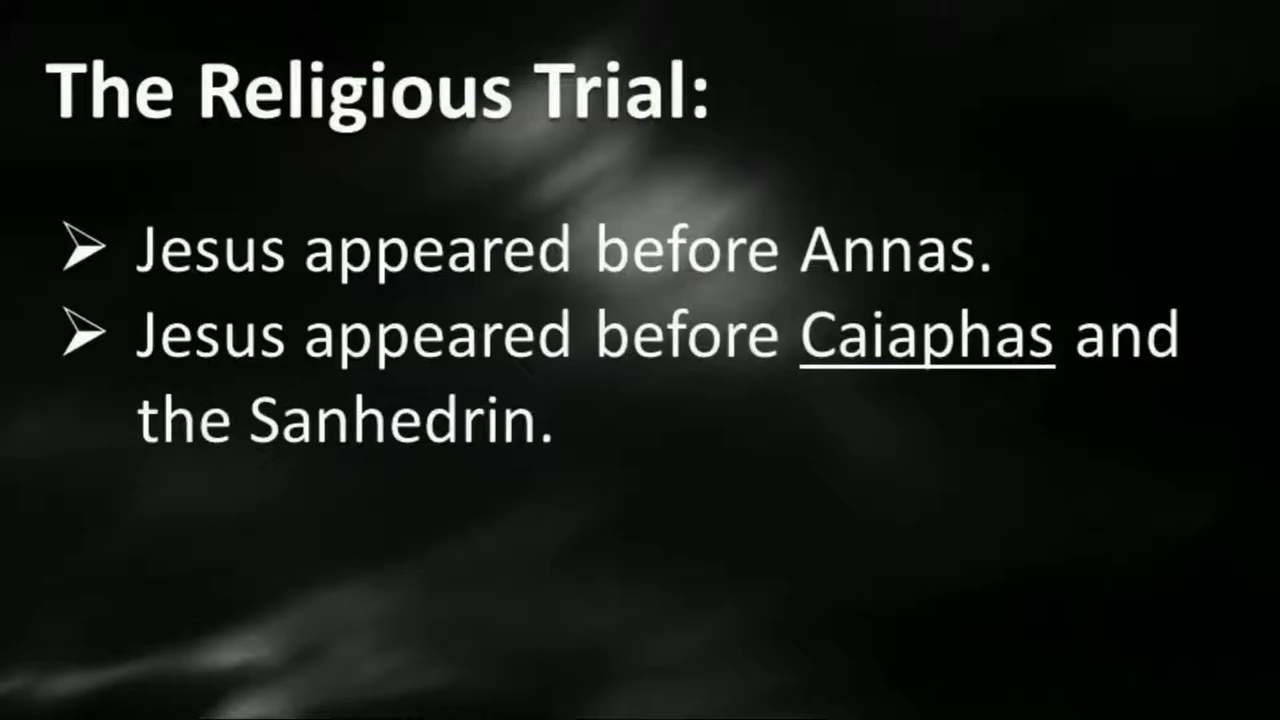 The Religious Trial:
➢ Jesus appeared before Annas.
➢ Jesus appeared before Caiaphas and
the Sanhedrin.